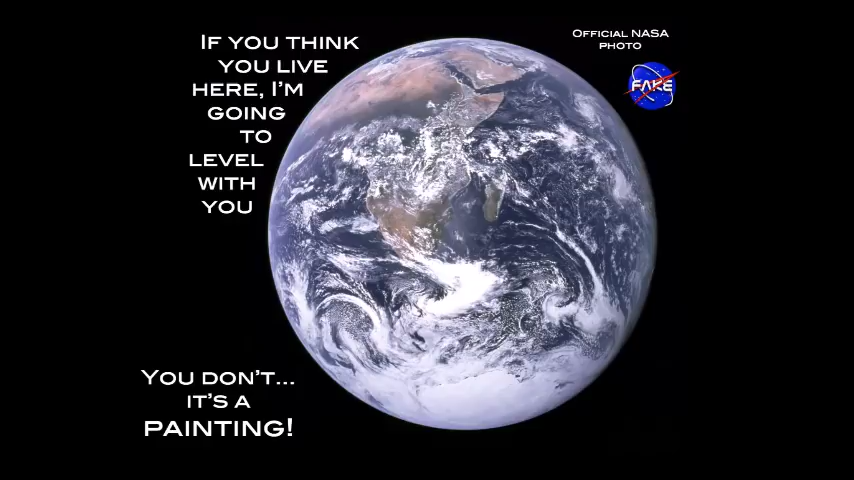 If you think
you live
here, I'm
going
to
level
with
you
Official NASA
photo
FAKE
You don't...
it's a
painting!